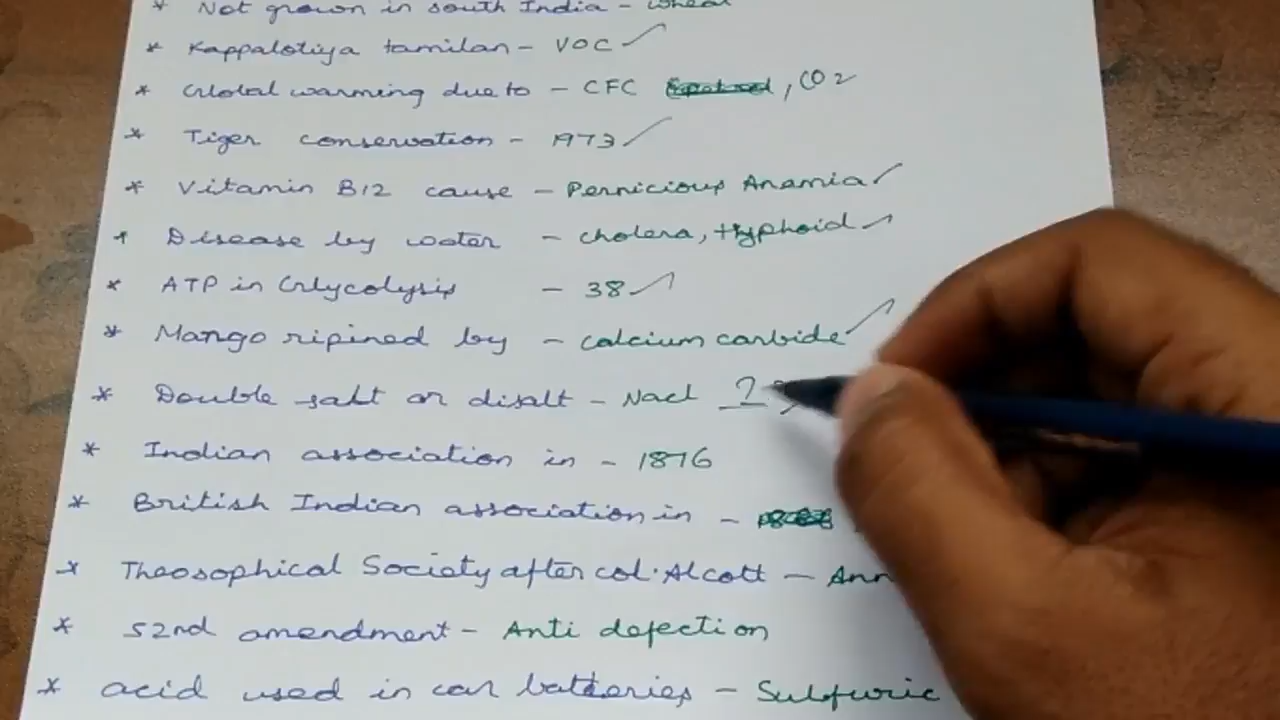 * Not grown in south India - wheat
* Kappalotiya tamilan - VOC
* Global warming due to - CFC , CO2
* Tiger conservation - 1973
* Vitamin B12 cause - Pernicious Anamia
* Disease by water - cholera, thyphoid
* ATP in Glycolysis - 38
* Mango ripined by - calcium carbide
* Double salt or disalt - Nacl ?
* Indian association in - 1876
* British Indian association in -
* Theosophical Society after col. Alcott - Ann
* 52nd amendment - Anti defection
* acid used in car batteries - Sulfuric